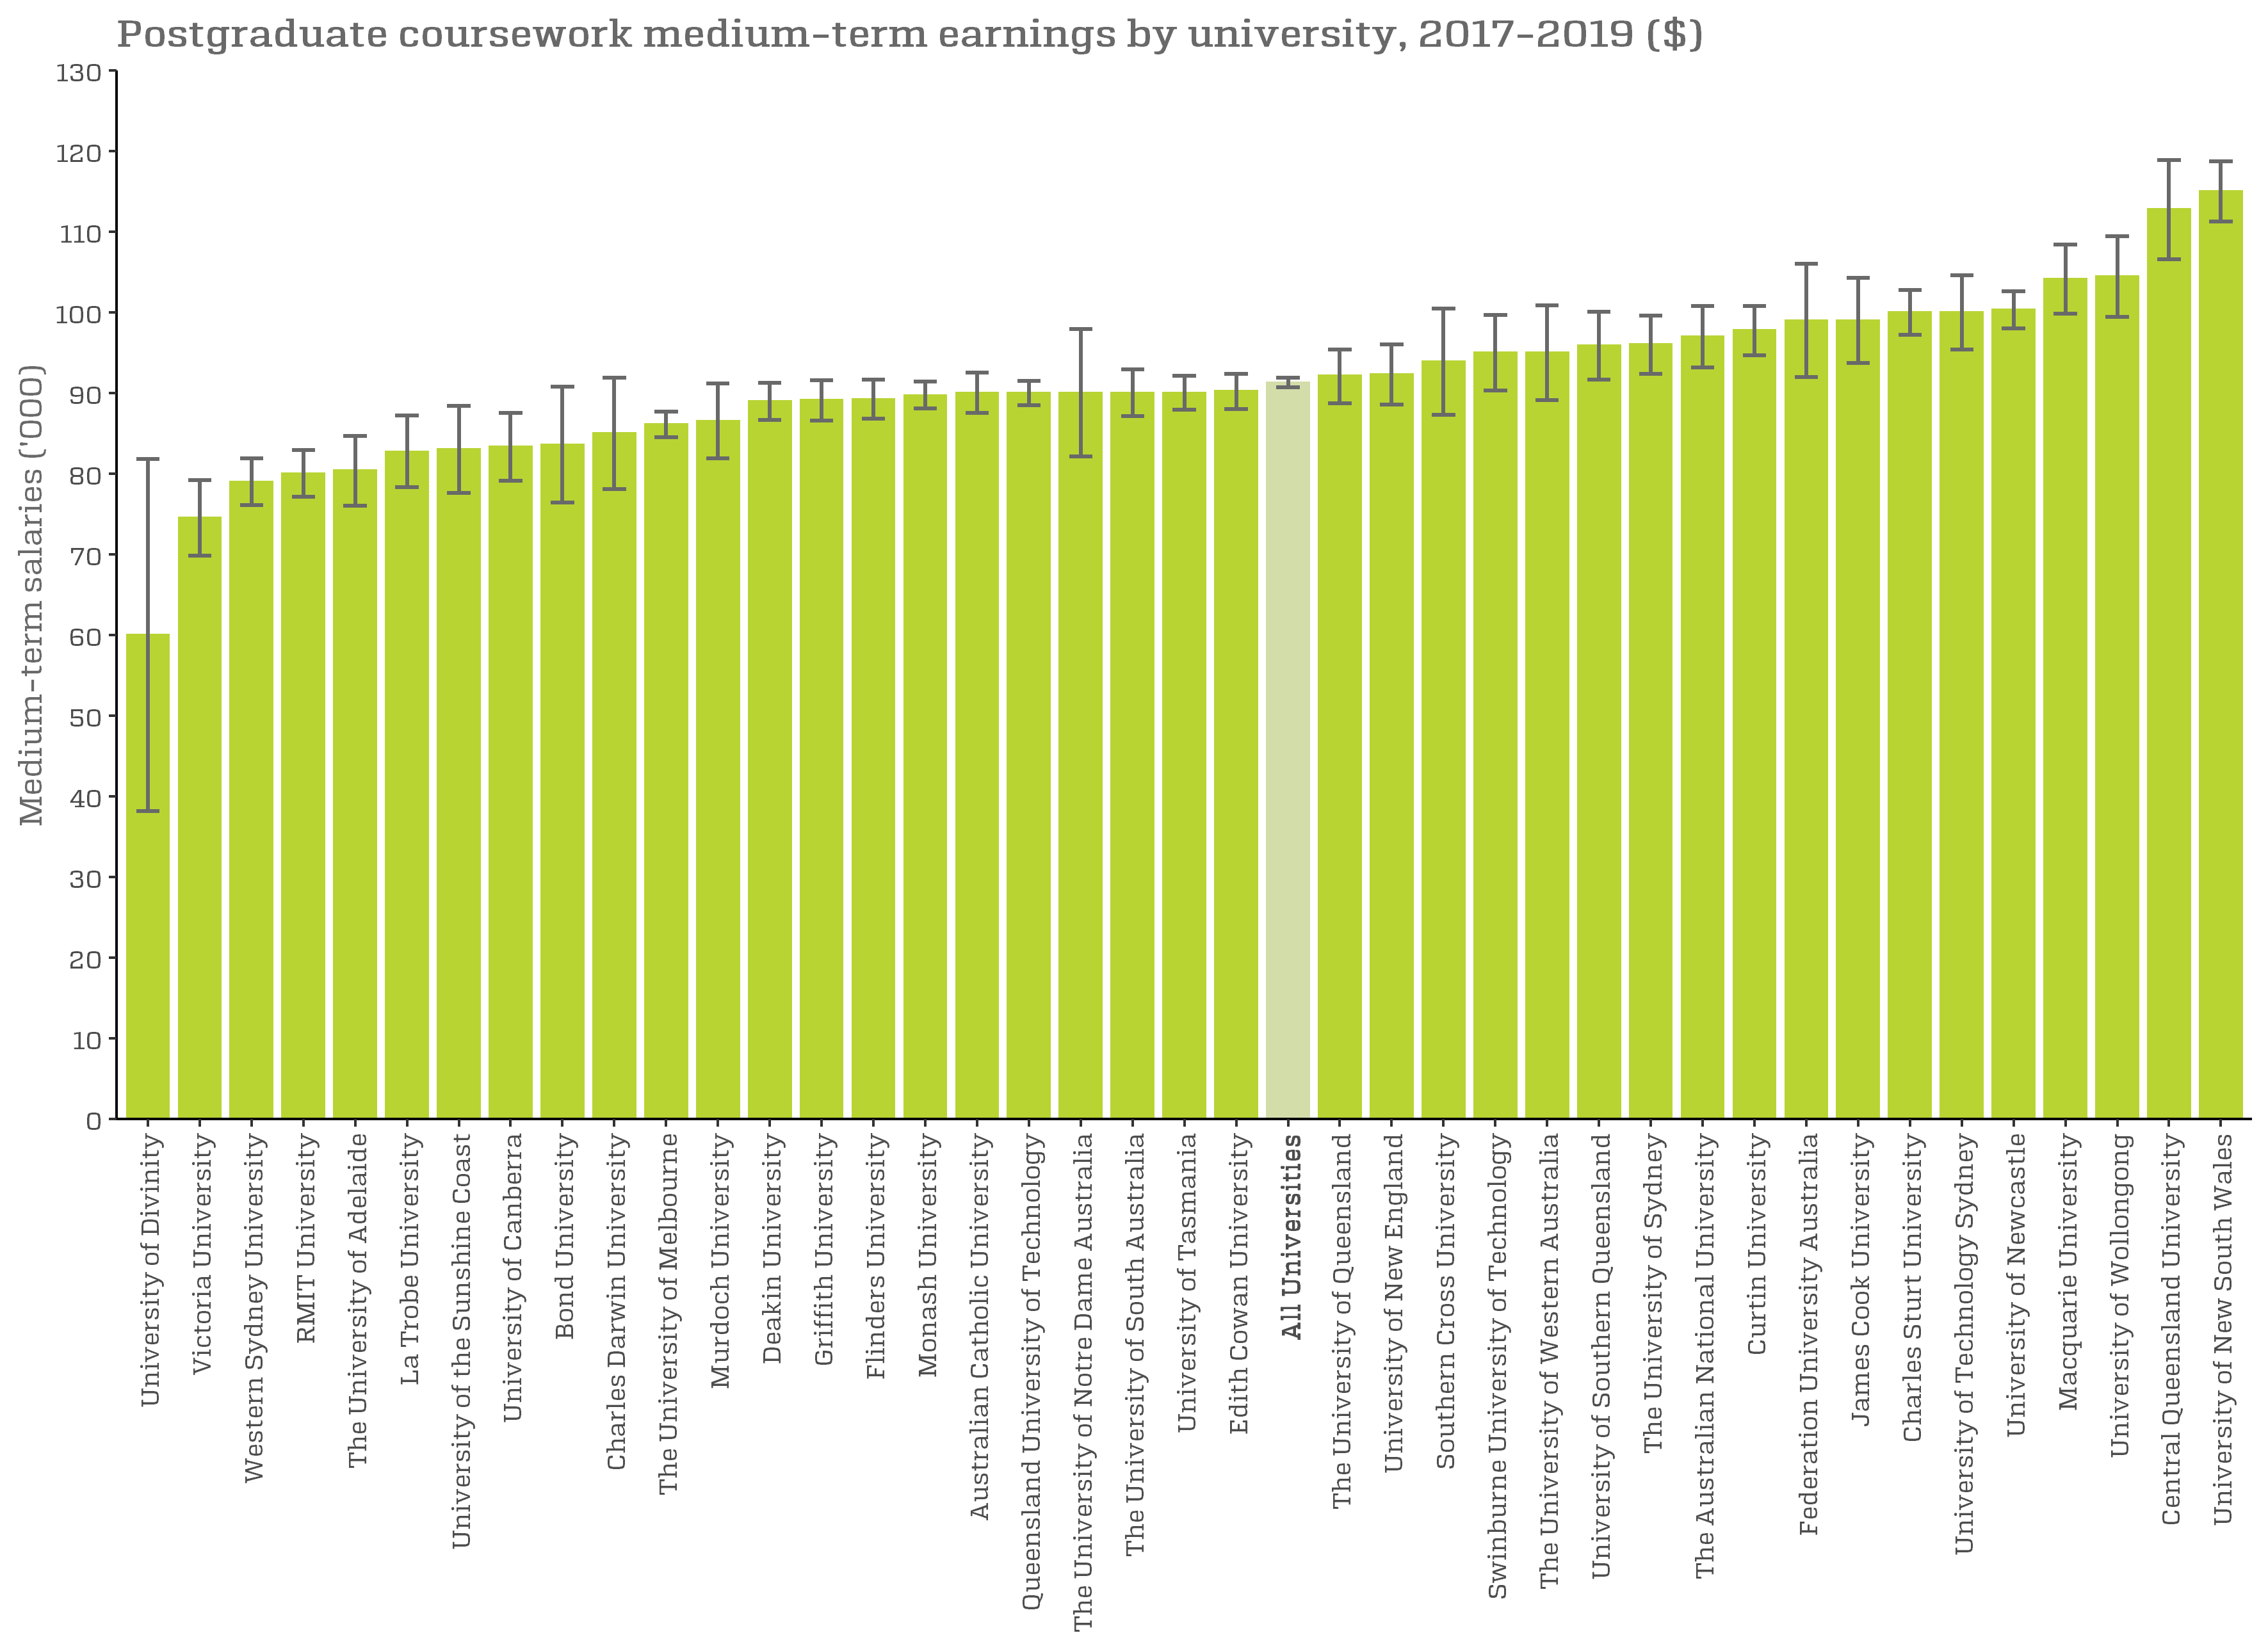 Postgraduate coursework medium-term earnings by university, 2017-2019 ($)
Medium-term salaries ('000)
130
120
110
100
90
80
70
60
50
40
30
20
10
0
University of Divinity
Victoria University
Western Sydney University
RMIT University
The University of Adelaide
La Trobe University
University of the Sunshine Coast
University of Canberra
Bond University
Charles Darwin University
The University of Melbourne
Murdoch University
Deakin University
Griffith University
Flinders University
Monash University
Australian Catholic University
Queensland University of Technology
The University of Notre Dame Australia
The University of South Australia
University of Tasmania
Edith Cowan University
All Universities
The University of Queensland
University of New England
Southern Cross University
Swinburne University of Technology
The University of Western Australia
University of Southern Queensland
The University of Sydney
The Australian National University
Curtin University
Federation University Australia
James Cook University
Charles Sturt University
University of Technology Sydney
University of Newcastle
Macquarie University
University of Wollongong
Central Queensland University
University of New South Wales